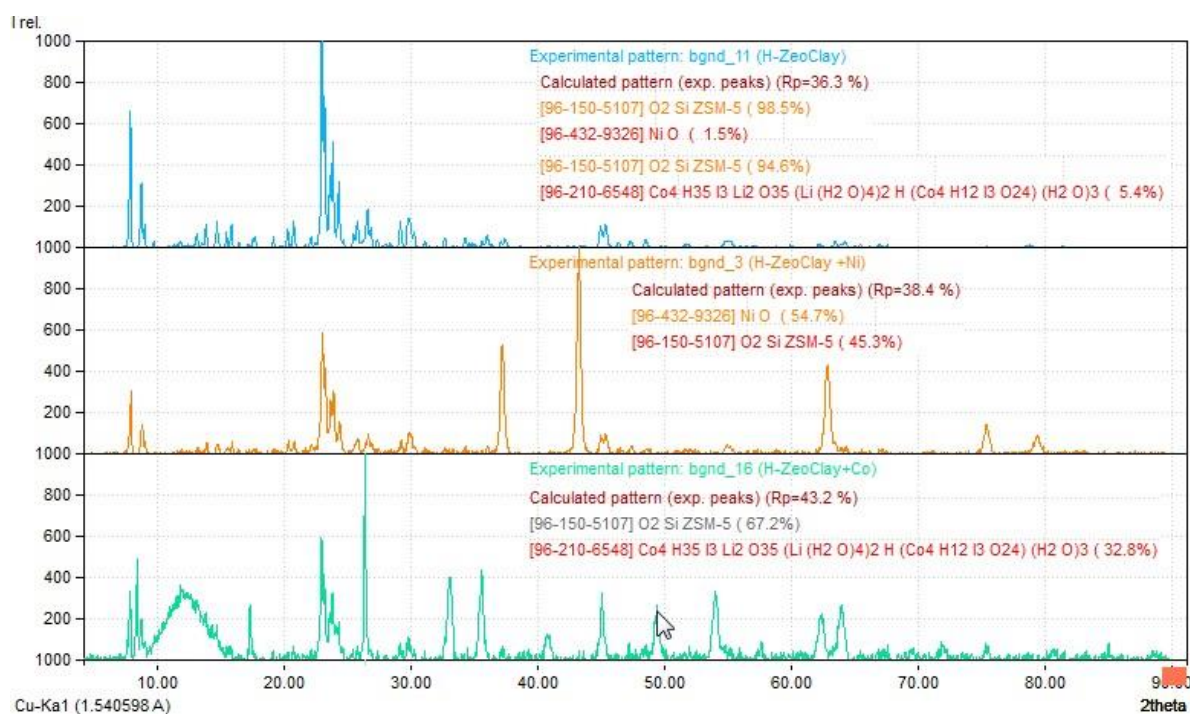 I rel.
1000
Experimental pattern: bgnd_11 (H-ZeoClay)
Calculated pattern (exp. peaks) (Rp=36.3 %)
800
[96-150-5107] O2 Si ZSM-5 ( 98.5%)
600
[96-432-9326] Ni O ( 1.5%)
400
[96-150-5107] O2 Si ZSM-5 ( 94.6%)
[96-210-6548] Co4 H35 I3 Li2 O35 (Li (H2 O)4)2 H (Co4 H12 I3 O24) (H2 O)3 ( 5.4%)
200
1000
Experimental pattern: bgnd_3 (H-ZeoClay +Ni)
800
Calculated pattern (exp. peaks) (Rp=38.4 %)
[96-432-9326] Ni O ( 54.7%)
600
[96-150-5107] O2 Si ZSM-5 ( 45.3%)
400
200
1000
Experimental pattern: bgnd_16 (H-ZeoClay+Co)
800
Calculated pattern (exp. peaks) (Rp=43.2 %)
[96-150-5107] O2 Si ZSM-5 ( 67.2%)
600
[96-210-6548] Co4 H35 I3 Li2 O35 (Li (H2 O)4)2 H (Co4 H12 I3 O24) (H2 O)3 ( 32.8%)
400
200
1000
10.00 20.00 30.00 40.00 50.00 60.00 70.00 80.00
Cu-Ka1 (1.540598 A)
2theta